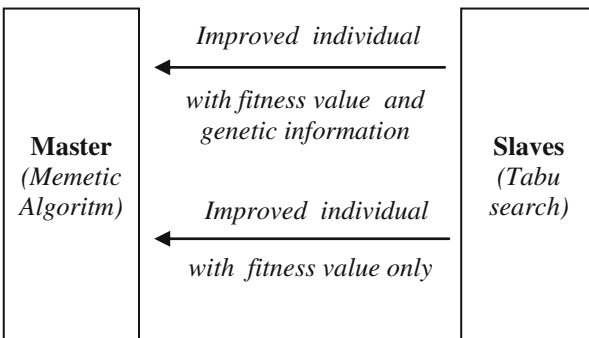 Improved individual
with fitness value and
genetic information
Master
(Memetic
Algoritm)
Slaves
(Tabu
search)
Improved individual
with fitness value only